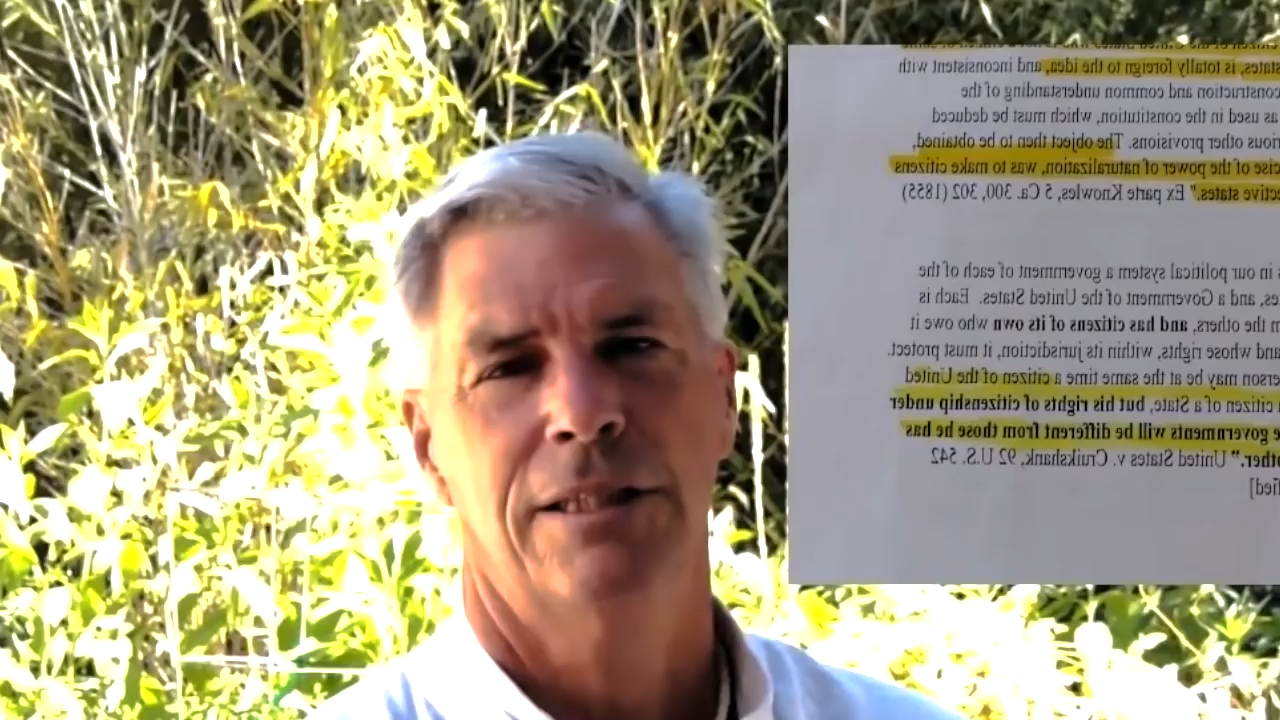 states, is totally foreign to the idea, and inconsistent with
construction and common understanding of the
as used in the constitution, which must be deduced
rious other provisions. The object then to be obtained,
cise of the power of naturalization, was to make citizens
ective states." Ex parte Knowles, 5 Ca. 300, 302 (1855)
in our political system a government of each of the
es, and a Government of the United States. Each is
the others, and has citizens of its own who owe it
and whose rights, within its jurisdiction, it must protect.
erson may be at the same time a citizen of the United
citizen of a State, but his rights of citizenship under
e governments will be different from those he has
other." United States v. Cruikshank, 92 U.S. 542
fied]